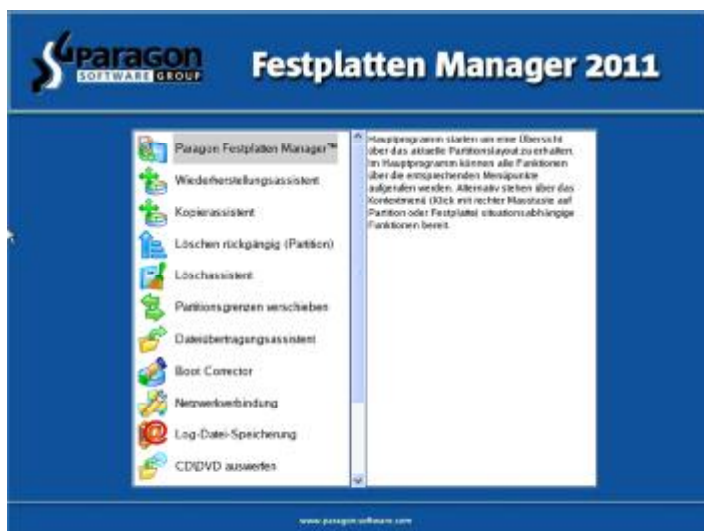 Paragon
SOFTWARE GROUP
Festplatten Manager 2011
Paragon Festplatten Manager™
Wiederherstellungsassistent
Kopierassistent
Löschen rückgängig (Partition)
Löschassistent
Partitionsgrenzen verschieben
Dateiübertragungsassistent
Boot Corrector
Netzwerkverbindung
Log-Datei-Speicherung
CD/DVD auswerfen
Hauptprogramm starten um eine Übersicht
über das aktuelle Partitionslayout zu erhalten.
Im Hauptprogramm können alle Funktionen
über die entsprechenden Menüpunkte
aufgerufen werden. Alternativ stehen über das
Kontextmenü (Klick mit rechter Maustaste auf
Partition oder Festplatte) situationsabhängige
Funktionen bereit.
www.paragon-software.com